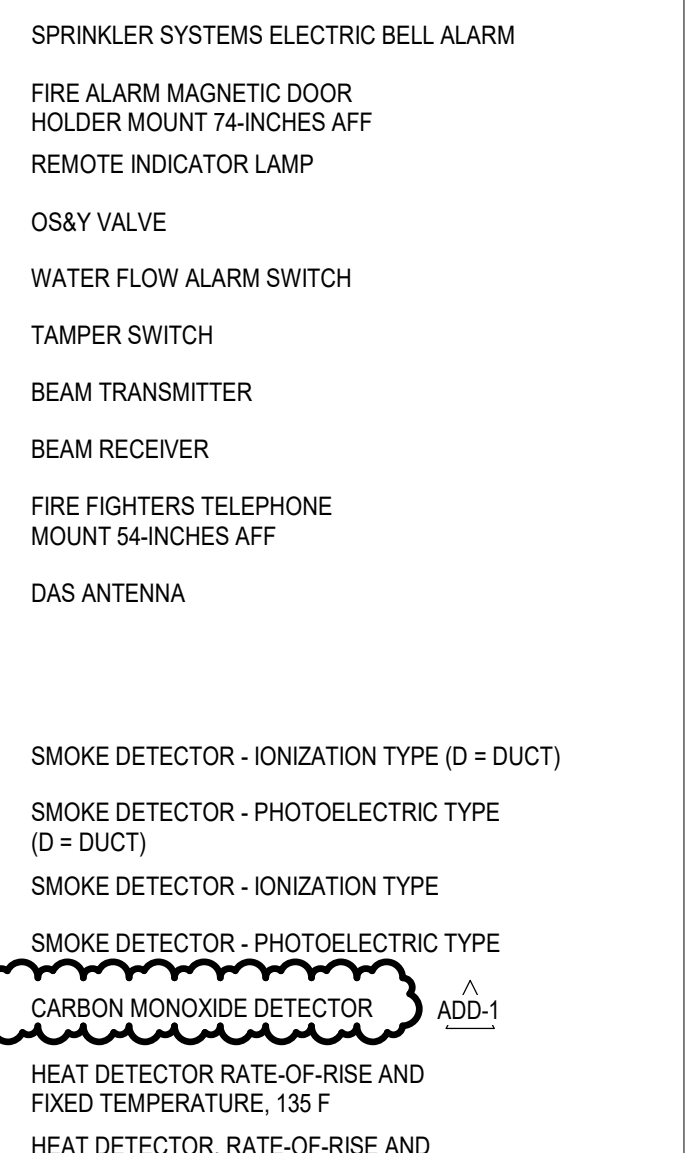 SPRINKLER SYSTEMS ELECTRIC BELL ALARM
FIRE ALARM MAGNETIC DOOR
HOLDER MOUNT 74-INCHES AFF
REMOTE INDICATOR LAMP
OS&Y VALVE
WATER FLOW ALARM SWITCH
TAMPER SWITCH
BEAM TRANSMITTER
BEAM RECEIVER
FIRE FIGHTERS TELEPHONE
MOUNT 54-INCHES AFF
DAS ANTENNA
SMOKE DETECTOR - IONIZATION TYPE (D = DUCT)
SMOKE DETECTOR - PHOTOELECTRIC TYPE
(D = DUCT)
SMOKE DETECTOR - IONIZATION TYPE
SMOKE DETECTOR - PHOTOELECTRIC TYPE
CARBON MONOXIDE DETECTOR ADD-1
HEAT DETECTOR RATE-OF-RISE AND
FIXED TEMPERATURE, 135 F
HEAT DETECTOR, RATE-OF-RISE AND